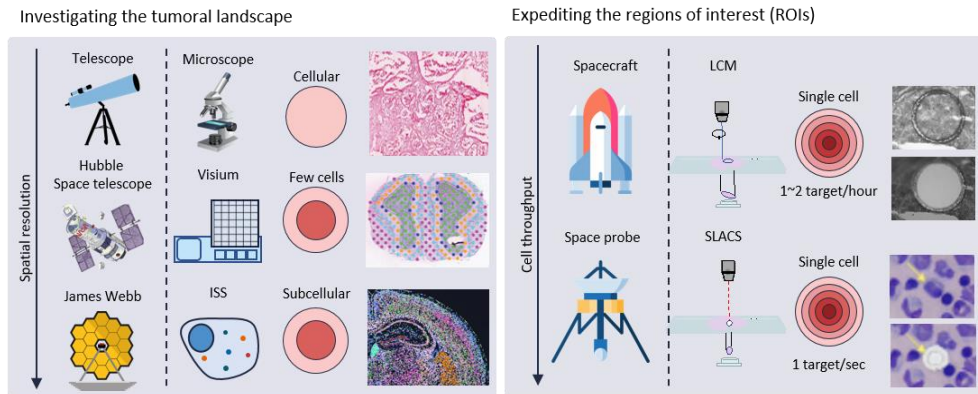 Investigating the tumoral landscape
Spatial resolution
Telescope
Microscope
Cellular
Hubble
Space telescope
Visium
Few cells
James Webb
ISS
Subcellular
Expediting the regions of interest (ROIs)
Cell throughput
Spacecraft
LCM
Single cell
1~2 target/hour
Space probe
SLACS
Single cell
1 target/sec